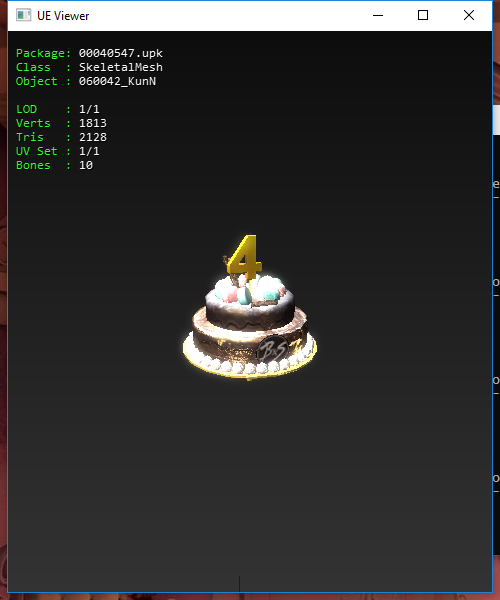 UE Viewer
Package: 00040547.upk
Class : SkeletalMesh
Object : 060042_KunN
LOD : 1/1
Verts : 1813
Tris : 2128
UV Set : 1/1
Bones : 10
4
B&S